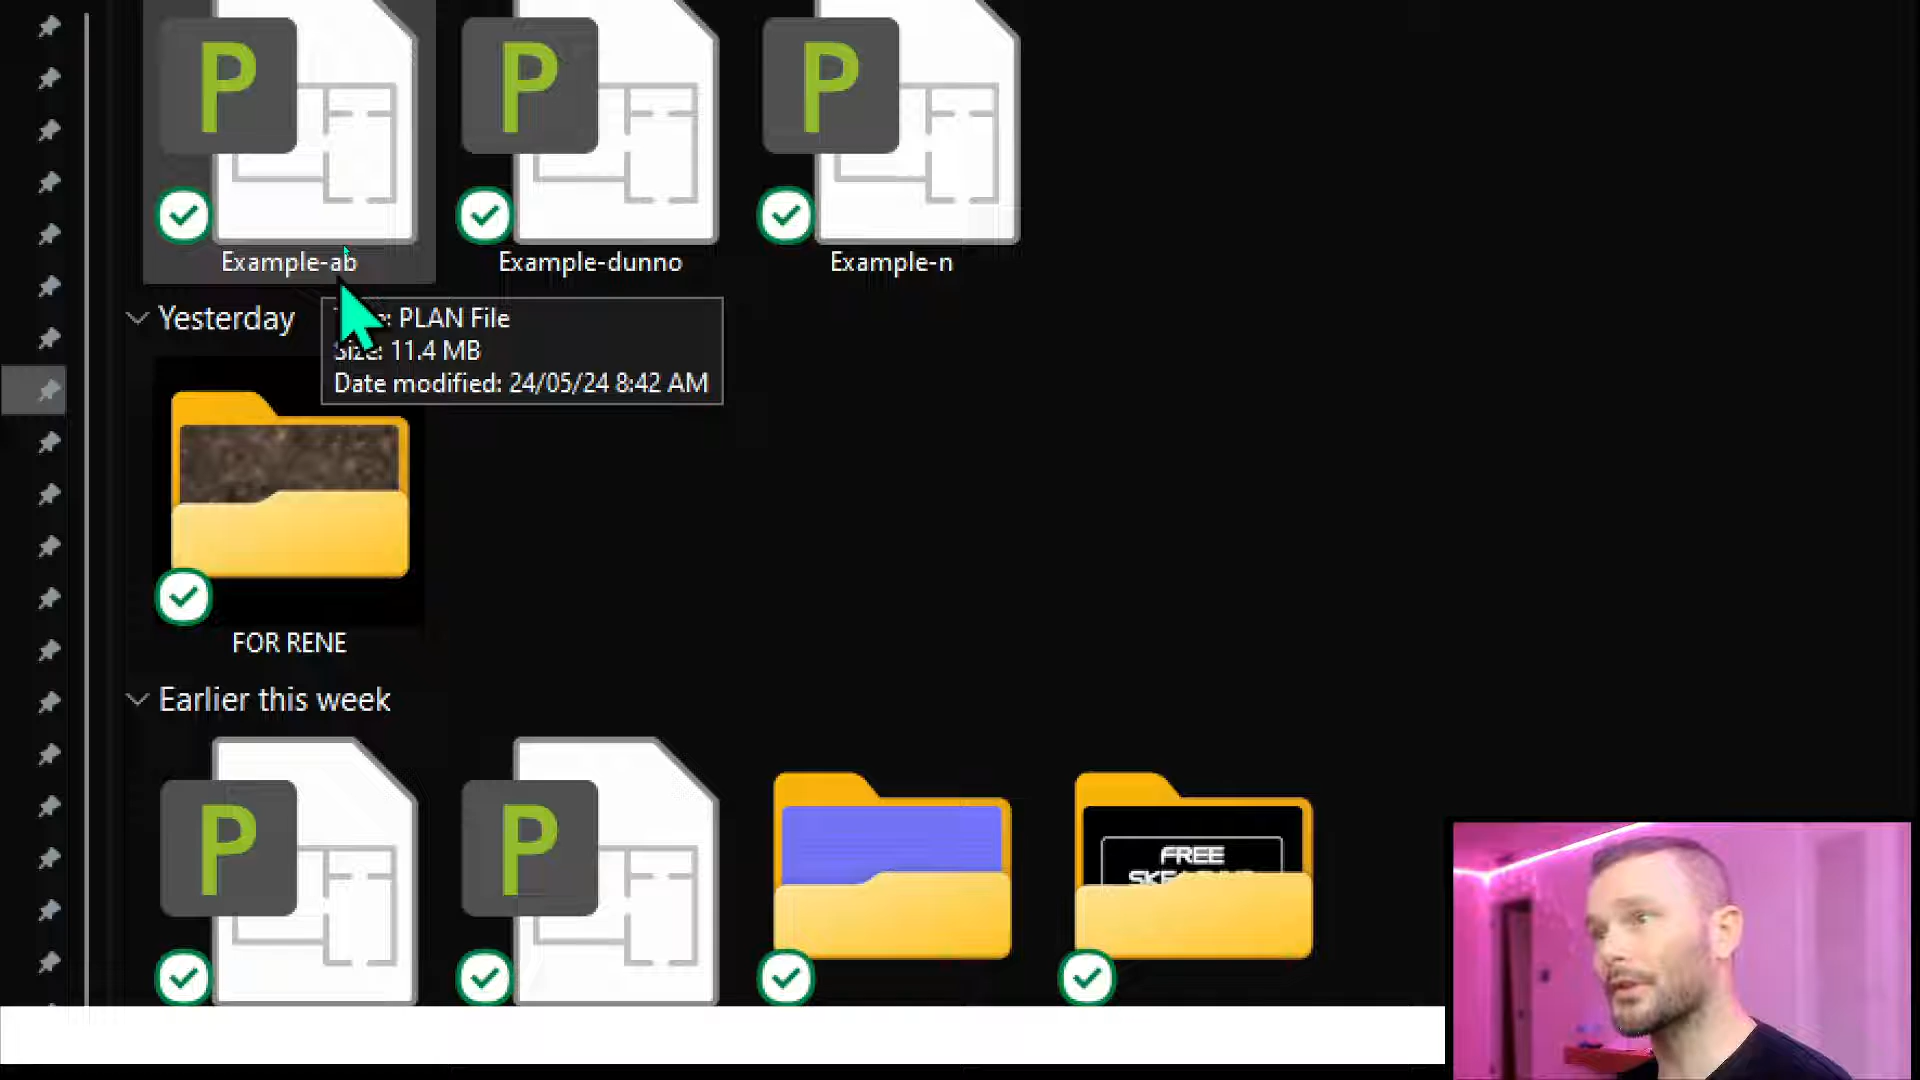 P
P
P
Example-ab
Example-dunno
Example-n
Yesterday
: PLAN File
Size: 11.4 MB
Date modified: 24/05/24 8:42 AM
FOR RENE
Earlier this week
P
P
FREE